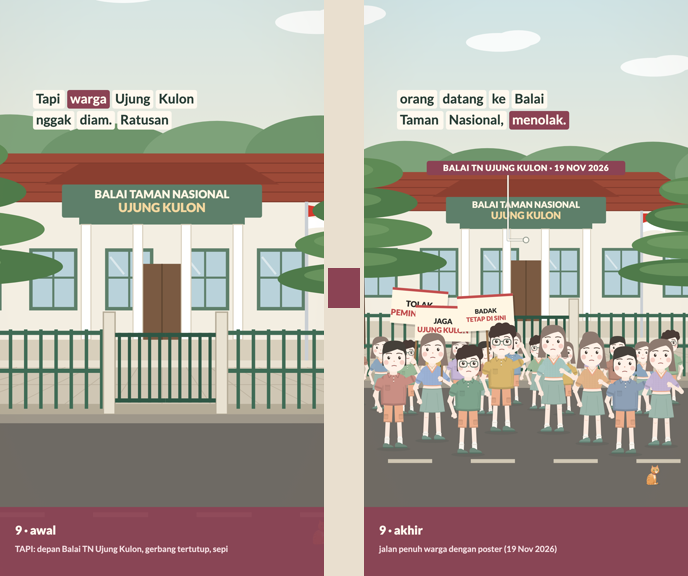 Tapi warga Ujung Kulon
nggak diam. Ratusan
BALAI TAMAN NASIONAL
UJUNG KULON
9 · awal
TAPI: depan Balai TN Ujung Kulon, gerbang tertutup, sepi
orang datang ke Balai
Taman Nasional, menolak.
BALAI TN UJUNG KULON · 19 NOV 2026
BALAI TAMAN NASIONAL
UJUNG KULON
TOLAK
PEMIN
JAGA
UJUNG KULON
BADAK
TETAP DI SINI
9 · akhir
jalan penuh warga dengan poster (19 Nov 2026)